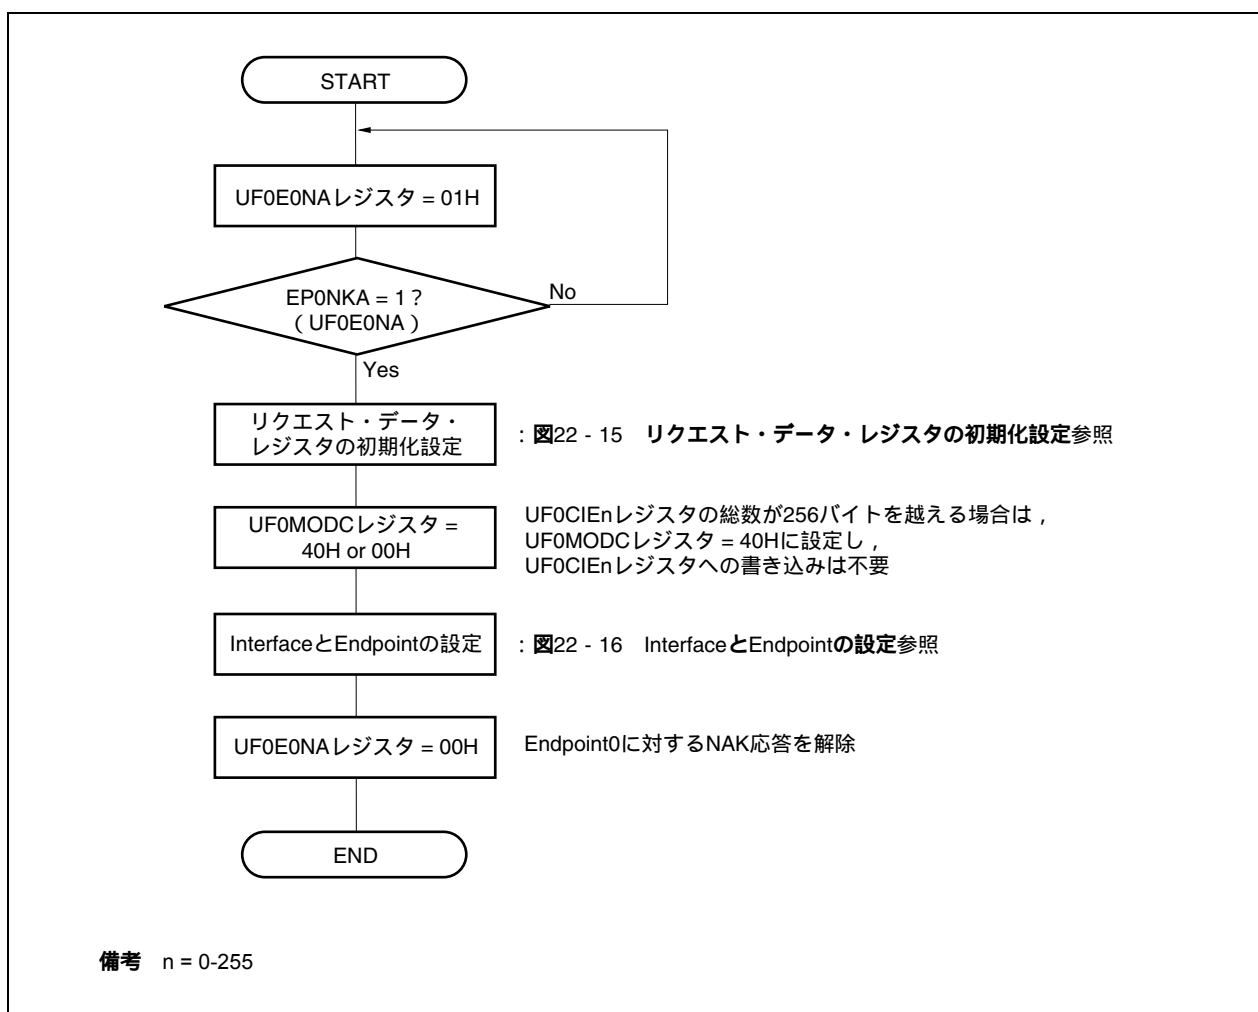 START
UF0E0NAレジスタ = 01H
EP0NKA = 1？
（UF0E0NA）
No
Yes
リクエスト・データ・
レジスタの初期化設定
：図22 - 15　リクエスト・データ・レジスタの初期化設定参照
UF0MODCレジスタ =
40H or 00H
UF0CIEnレジスタの総数が256バイトを越える場合は，
UF0MODCレジスタ = 40Hに設定し，
UF0CIEnレジスタへの書き込みは不要
InterfaceとEndpointの設定
：図22 - 16　InterfaceとEndpointの設定参照
UF0E0NAレジスタ = 00H
Endpoint0に対するNAK応答を解除
END
備考　n = 0-255